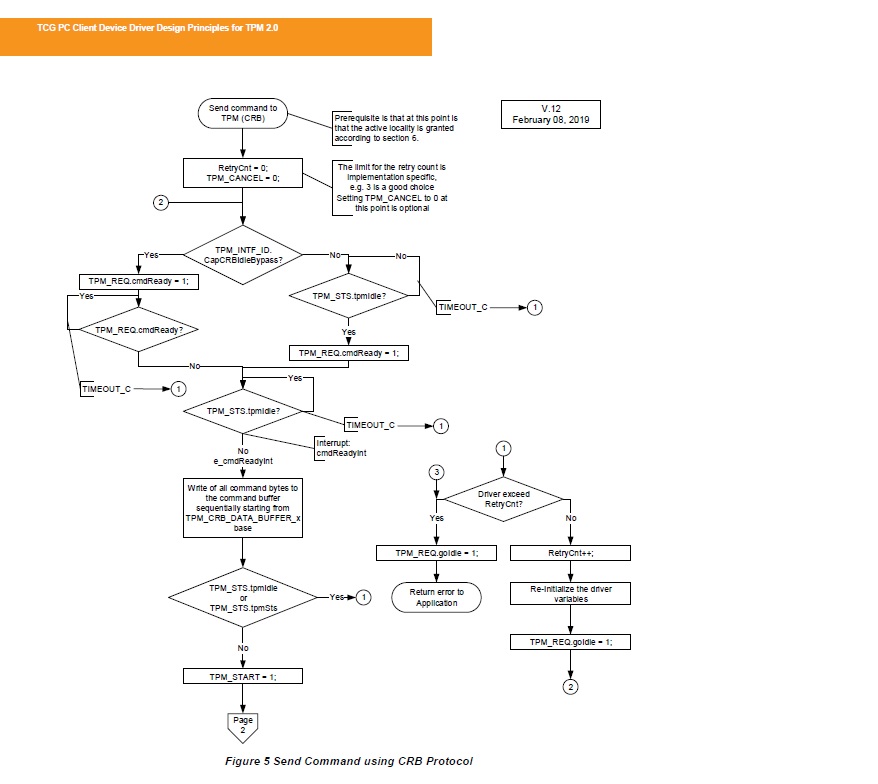 TCG PC Client Device Driver Design Principles for TPM 2.0
Send command to
TPM (CRB)
Prerequisite is that at this point is
that the active locality is granted
according to section 6.
V.12
February 08, 2019
RetryCnt = 0;
TPM_CANCEL = 0;
The limit for the retry count is
implementation specific,
e.g. 3 is a good choice
Setting TPM_CANCEL to 0 at
this point is optional
2
TPM_INTF_ID.
CapCRBIdleBypass?
Yes
No
No
TPM_REQ.cmdReady = 1;
Yes
TPM_STS.tpmIdle?
TIMEOUT_C
1
TPM_REQ.cmdReady?
Yes
TPM_REQ.cmdReady = 1;
No
Yes
TIMEOUT_C
1
TPM_STS.tpmIdle?
TIMEOUT_C
1
Interrupt:
cmdReadyInt
No
e_cmdReadyInt
1
3
Driver exceed
RetryCnt?
Write of all command bytes to
the command buffer
sequentially starting from
TPM_CRB_DATA_BUFFER_x
base
Yes
No
TPM_REQ.goIdle = 1;
RetryCnt++;
TPM_STS.tpmIdle
or
TPM_STS.tpmSts
Yes
1
Return error to
Application
Re-initialize the driver
variables
No
TPM_REQ.goIdle = 1;
TPM_START = 1;
2
Page
2
Figure 5 Send Command using CRB Protocol